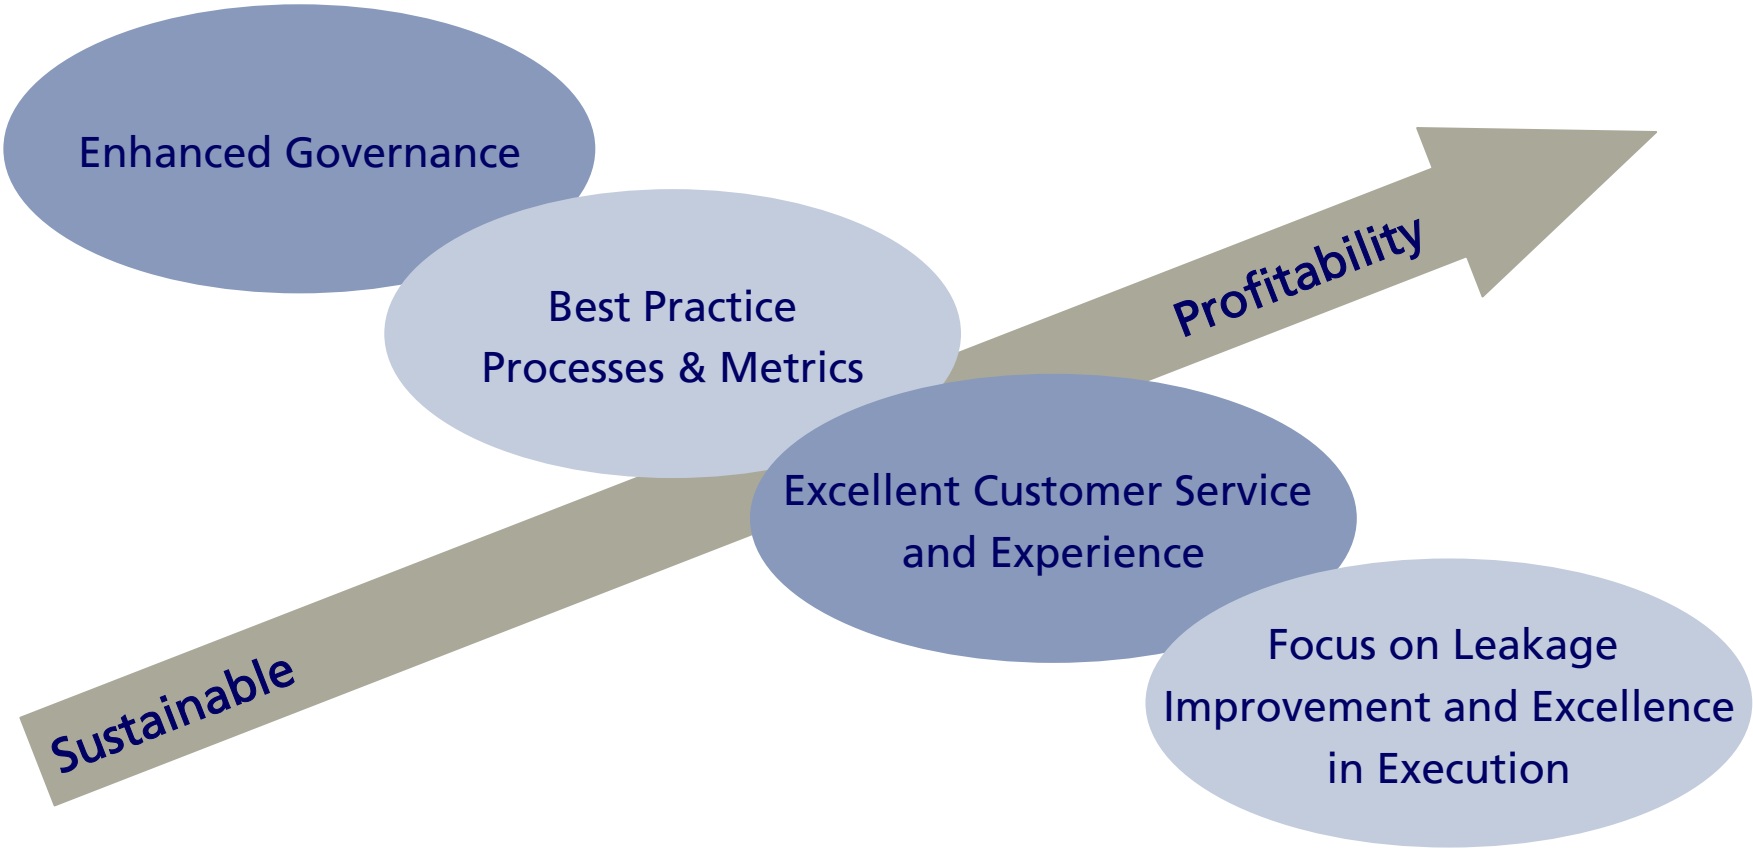 Enhanced Governance
Best Practice
Processes & Metrics
Profitability
Excellent Customer Service
and Experience
Sustainable
Focus on Leakage
Improvement and Excellence
in Execution